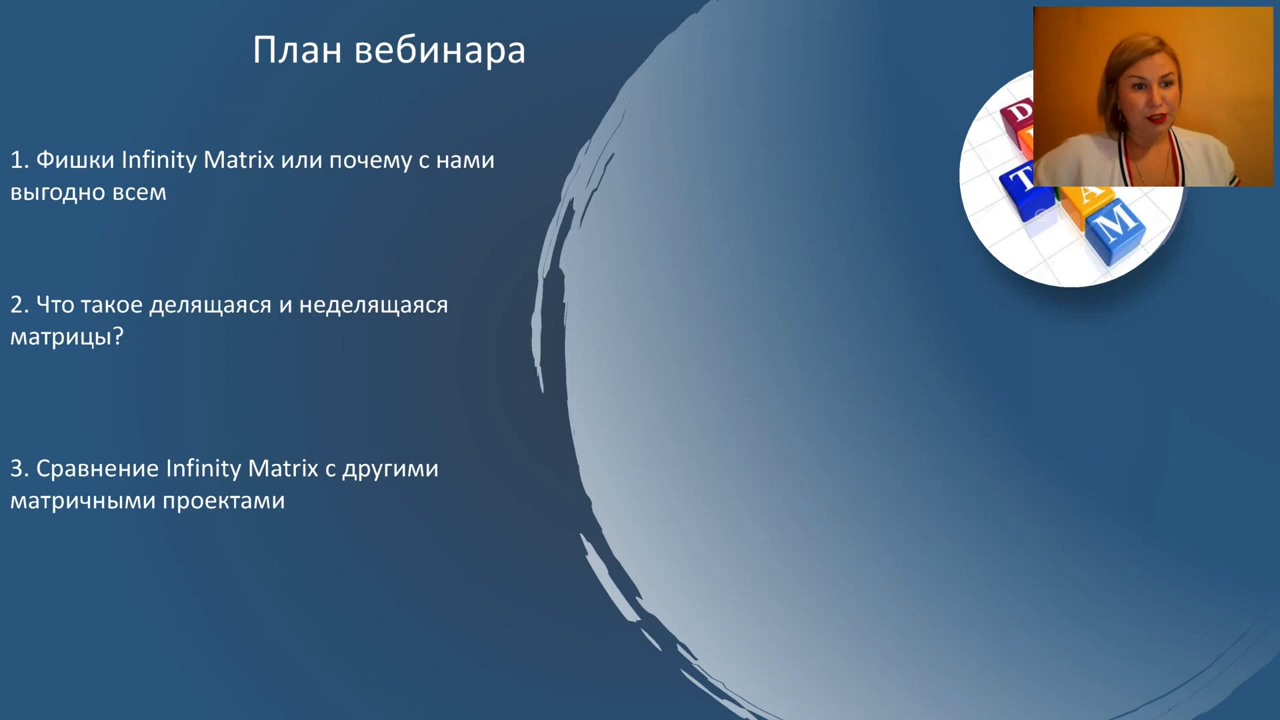 План вебинара
1. Фишки Infinity Matrix или почему с нами
выгодно всем
2. Что такое делящаяся и неделящаяся
матрицы?
3. Сравнение Infinity Matrix с другими
матричными проектами
D
T
A
M